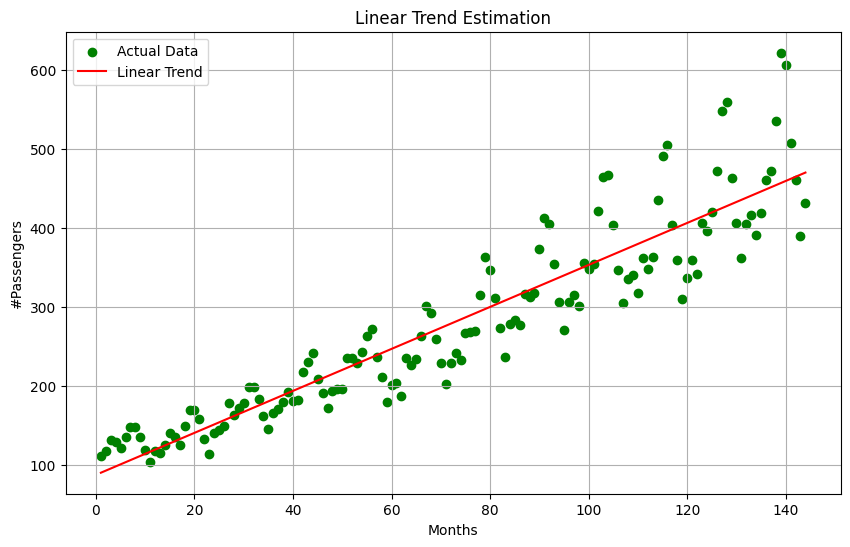 Linear Trend Estimation
Actual Data
Linear Trend
600
500
400
300
200
100
#Passengers
0 20 40 60 80 100 120 140
Months